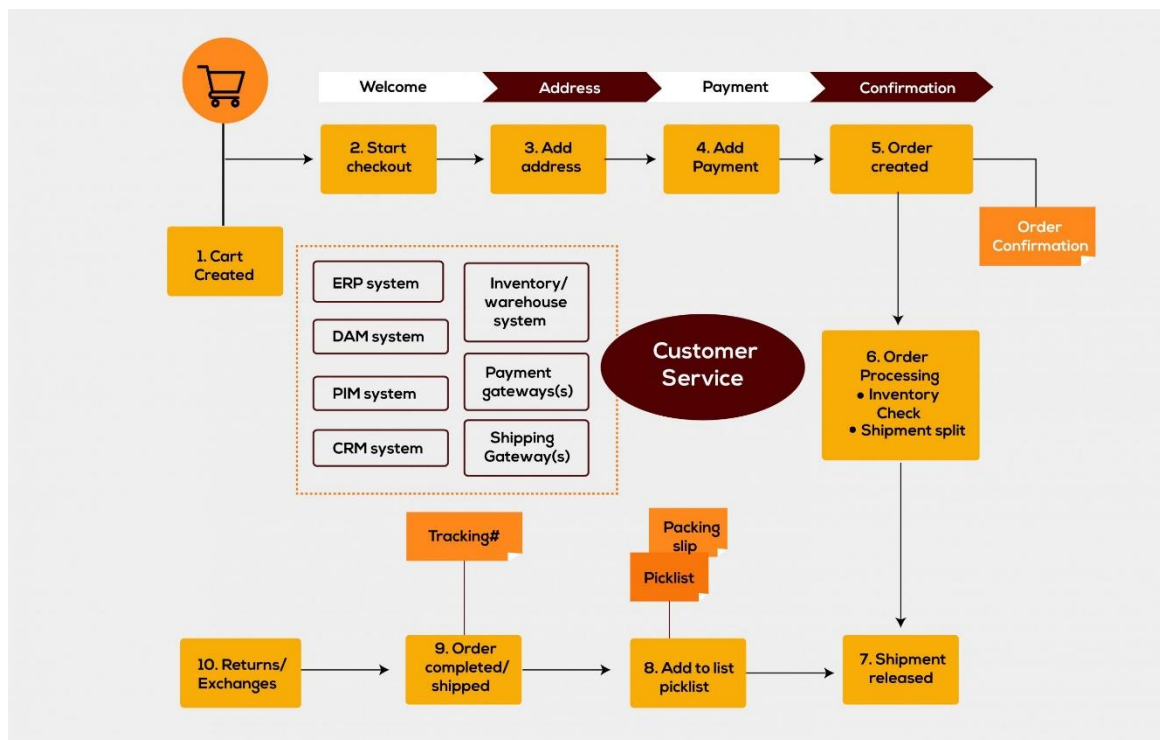 Welcome
Address
Payment
Confirmation
2. Start
checkout
3. Add
address
4. Add
Payment
5. Order
created
Order
Confirmation
1. Cart
Created
ERP system
DAM system
PIM system
CRM system
Inventory/
warehouse
system
Payment
gateways(s)
Shipping
Gateway(s)
Customer
Service
6. Order
Processing
• Inventory
Check
• Shipment split
Tracking#
Packing
slip
Picklist
10. Returns/
Exchanges
9. Order
completed/
shipped
8. Add to list
picklist
7. Shipment
released